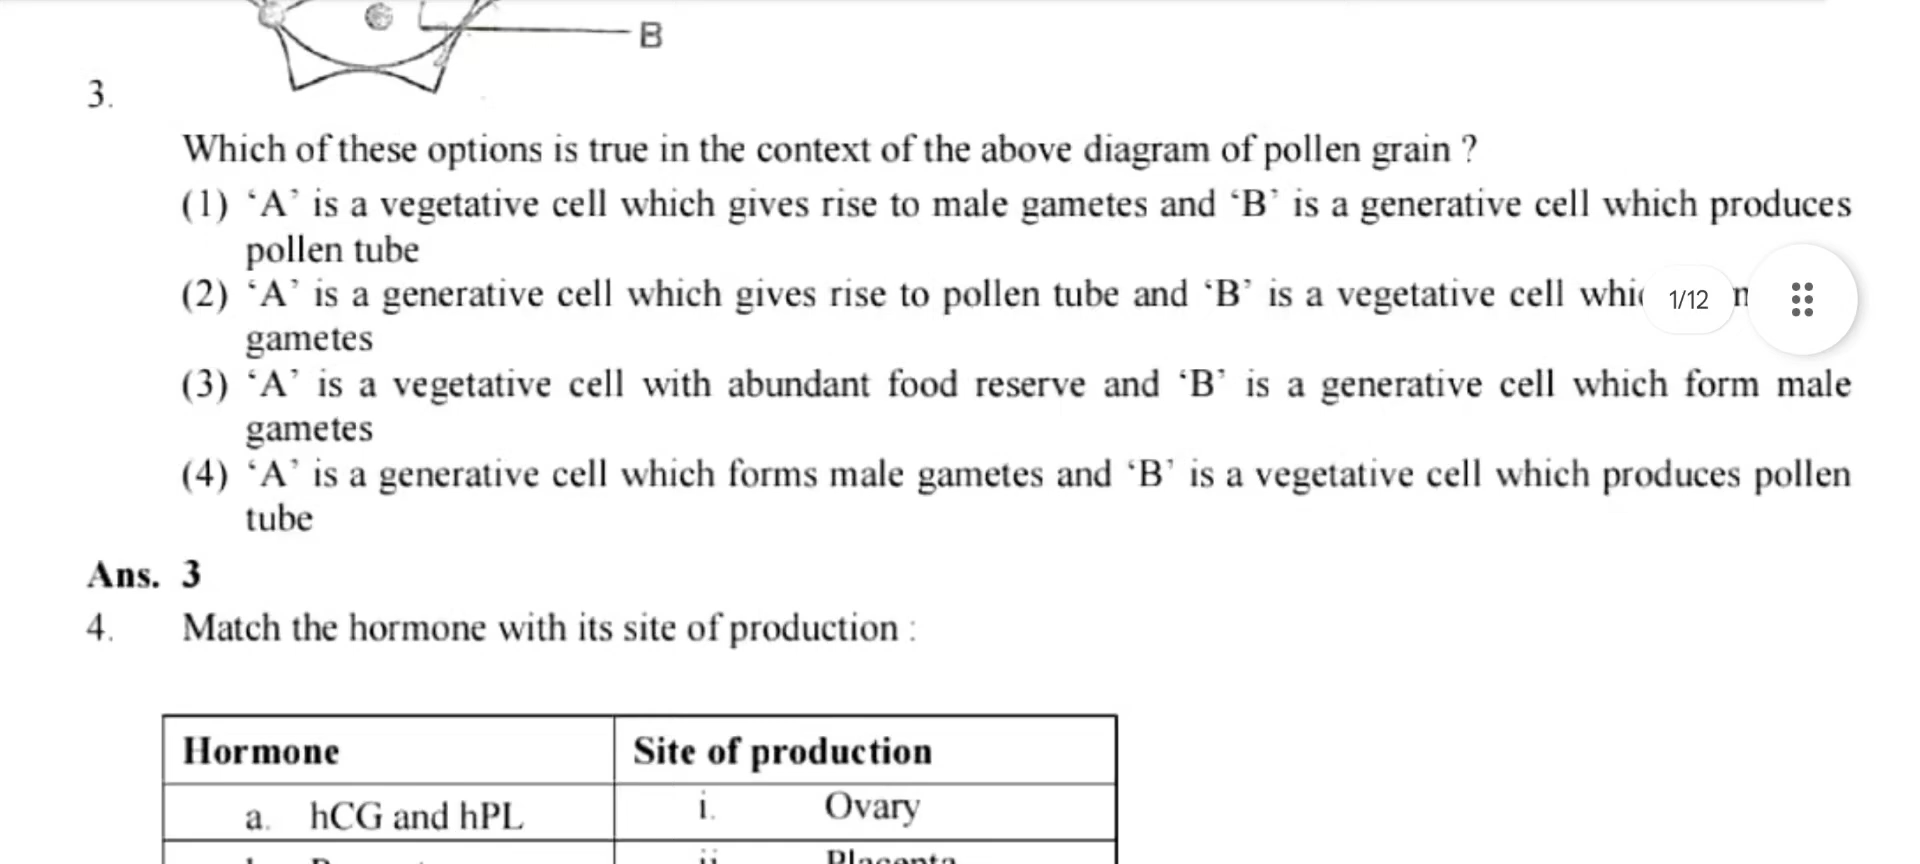 B
3.
Which of these options is true in the context of the above diagram of pollen grain ?
(1) ‘A’ is a vegetative cell which gives rise to male gametes and ‘B’ is a generative cell which produces
pollen tube
(2) ‘A’ is a generative cell which gives rise to pollen tube and ‘B’ is a vegetative cell
1/12
gametes
(3) ‘A’ is a vegetative cell with abundant food reserve and ‘B’ is a generative cell which form male
gametes
(4) ‘A’ is a generative cell which forms male gametes and ‘B’ is a vegetative cell which produces pollen
tube
Ans. 3
4. Match the hormone with its site of production :
Hormone Site of production
a. hCG and hPL i. Ovary
ii Placenta